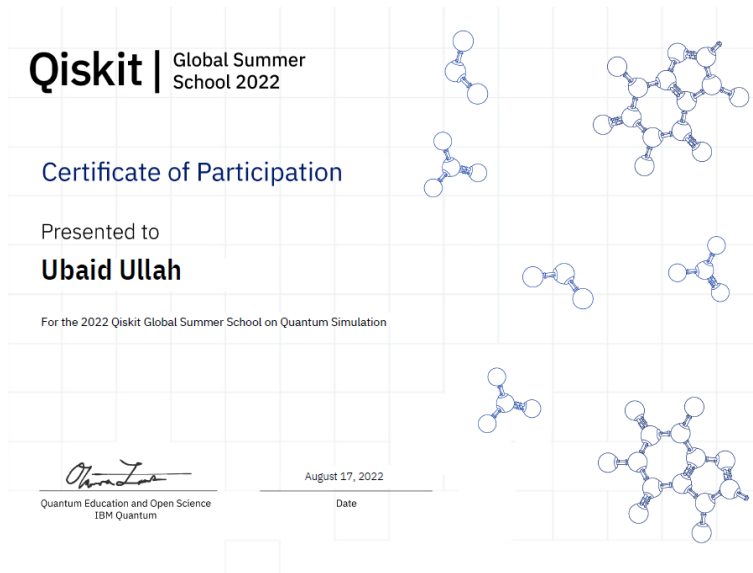 Qiskit | Global Summer
School 2022
Certificate of Participation
Presented to
Ubaid Ullah
For the 2022 Qiskit Global Summer School on Quantum Simulation
August 17, 2022
Quantum Education and Open Science
IBM Quantum
Date